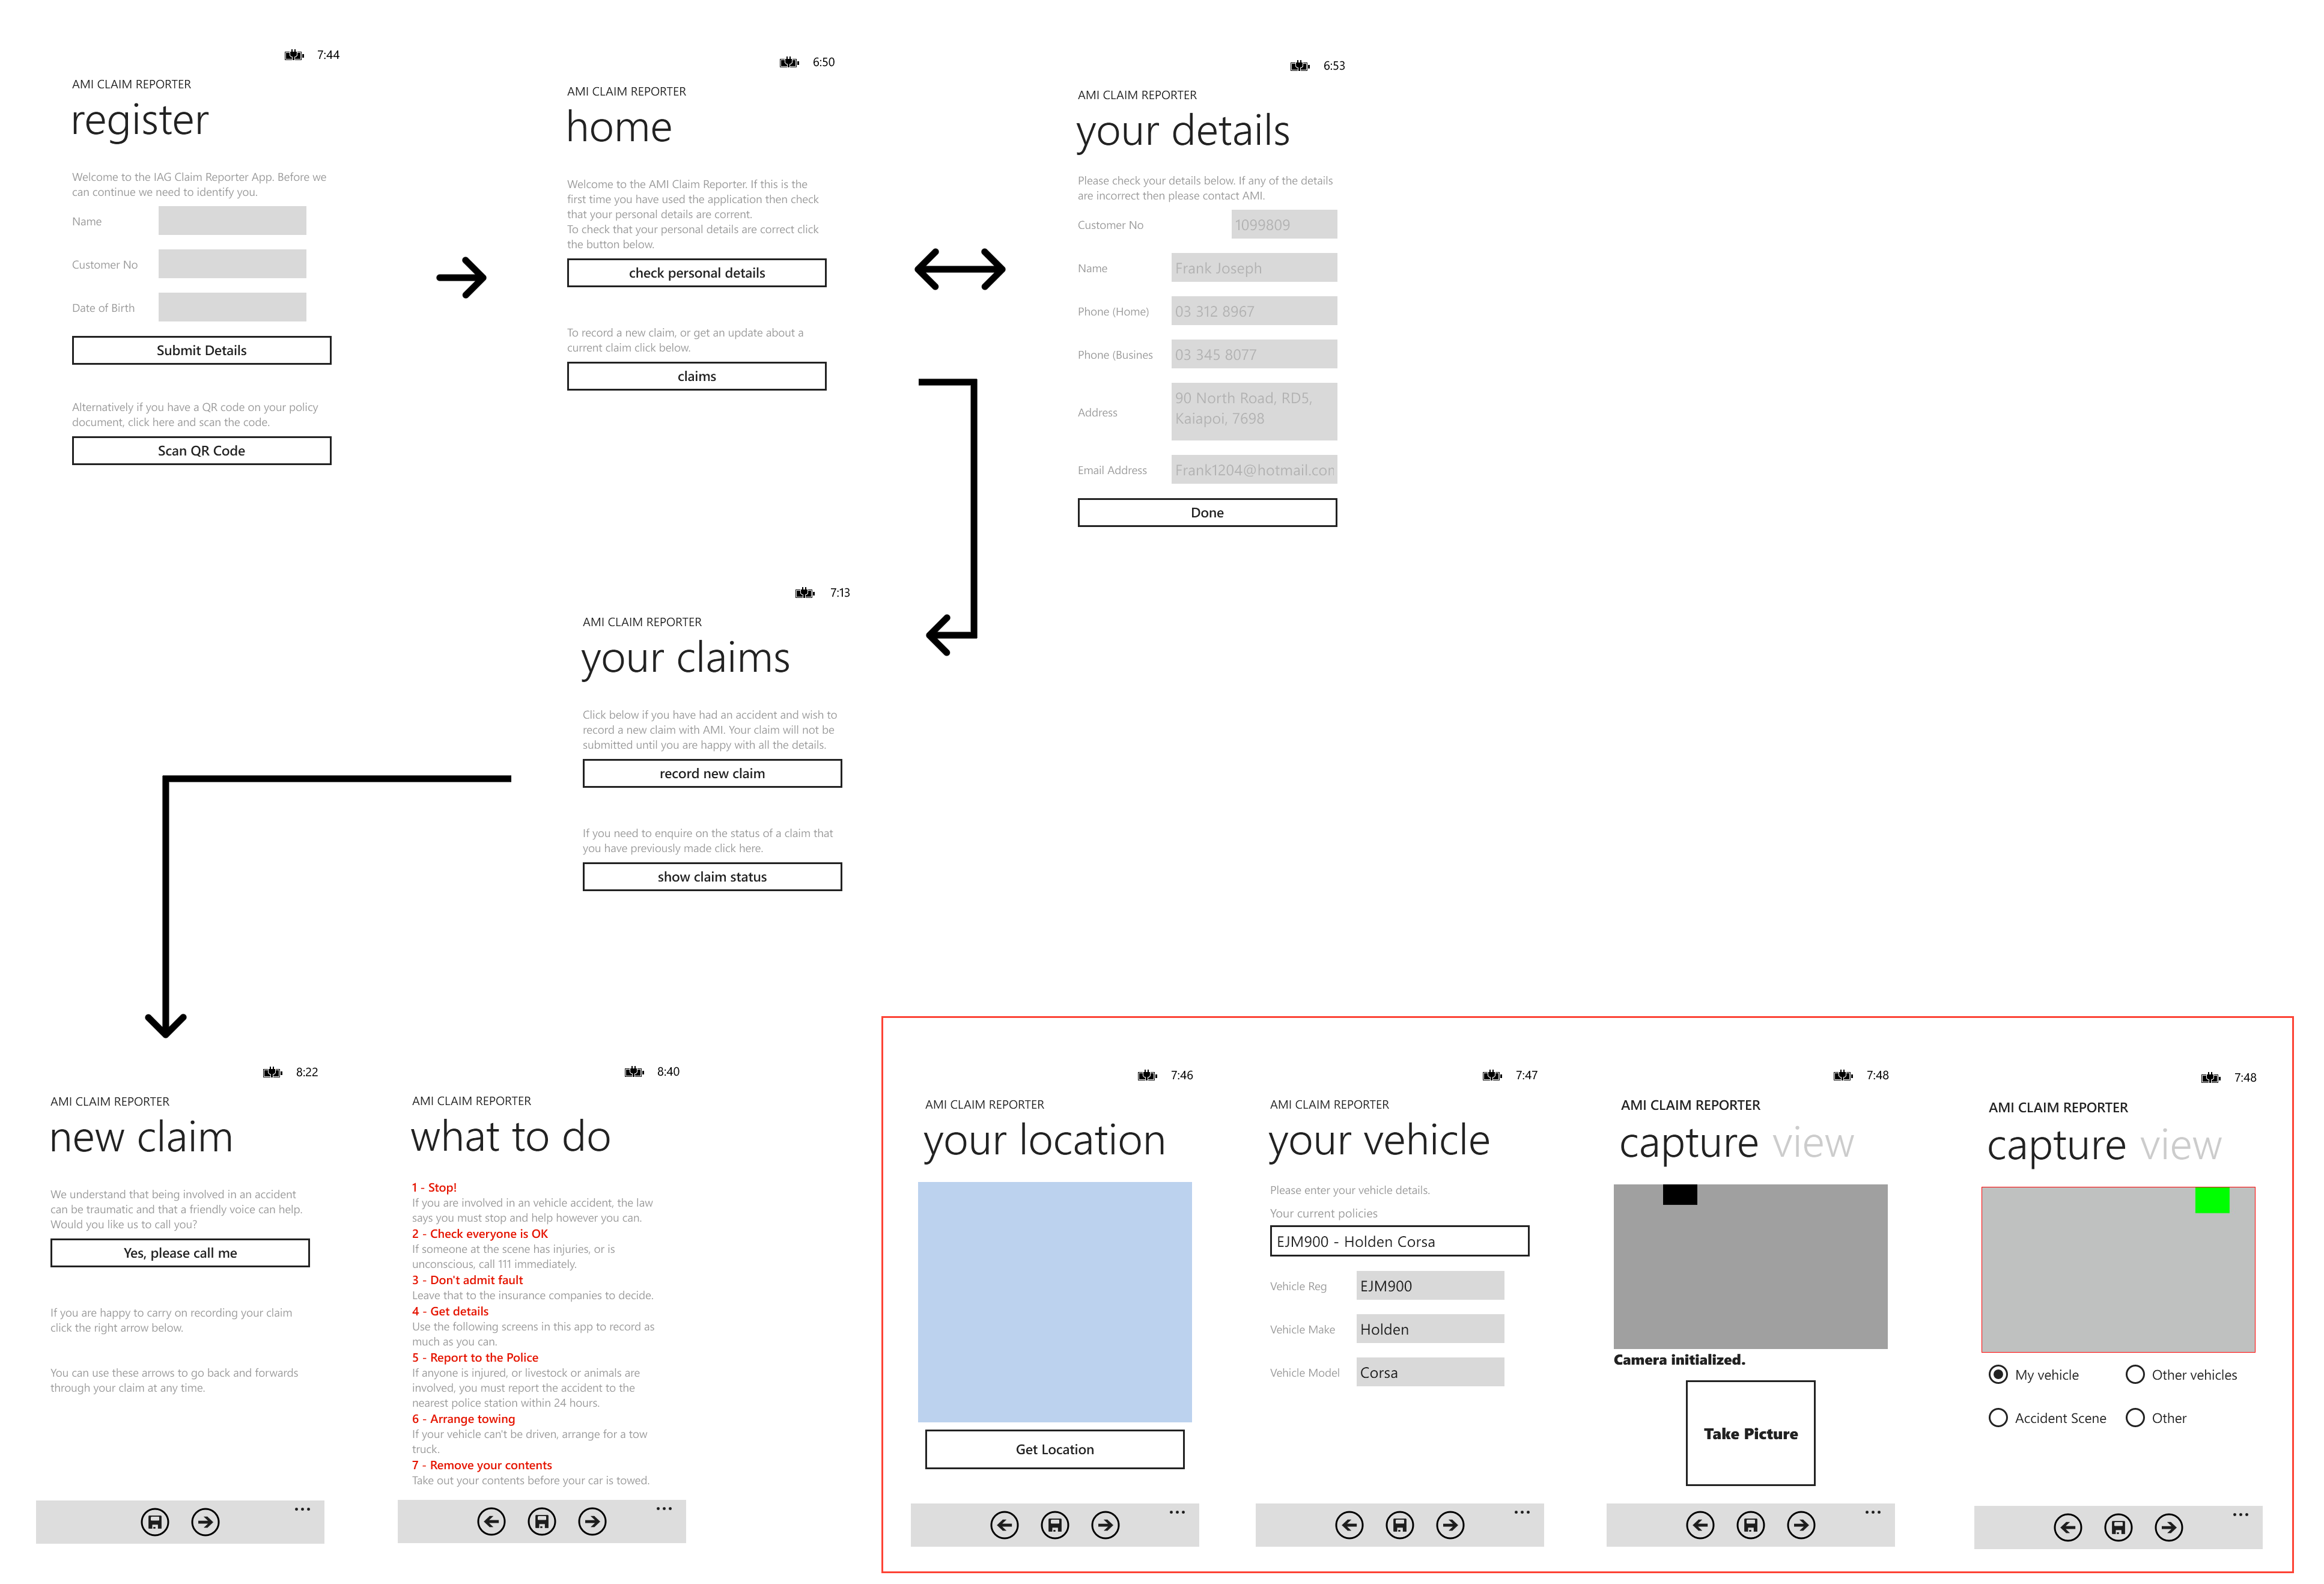 7:44
AMI CLAIM REPORTER
register
Welcome to the IAG Claim Reporter App. Before we
can continue we need to identify you.
Name
Customer No
Date of Birth
Submit Details
Alternatively if you have a QR code on your policy
document, click here and scan the code.
Scan QR Code
6:50
AMI CLAIM REPORTER
home
Welcome to the AMI Claim Reporter. If this is the
first time you have used the application then check
that your personal details are corrent.
To check that your personal details are correct click
the button below.
check personal details
To record a new claim, or get an update about a
current claim click below.
claims
6:53
AMI CLAIM REPORTER
your details
Please check your details below. If any of the details
are incorrect then please contact AMI.
Customer No 1099809
Name Frank Joseph
Phone (Home) 03 312 8967
Phone (Busines 03 345 8077
Address 90 North Road, RD5,
Kaiapoi, 7698
Email Address Frank1204@hotmail.com
Done
7:13
AMI CLAIM REPORTER
your claims
Click below if you have had an accident and wish to
record a new claim with AMI. Your claim will not be
submitted until you are happy with all the details.
record new claim
If you need to enquire on the status of a claim that
you have previously made click here.
show claim status
8:22
AMI CLAIM REPORTER
new claim
We understand that being involved in an accident
can be traumatic and that a friendly voice can help.
Would you like us to call you?
Yes, please call me
If you are happy to carry on recording your claim
click the right arrow below.
You can use these arrows to go back and forwards
through your claim at any time.
8:40
AMI CLAIM REPORTER
what to do
1 - Stop!
If you are involved in an vehicle accident, the law
says you must stop and help however you can.
2 - Check everyone is OK
If someone at the scene has injuries, or is
unconscious, call 111 immediately.
3 - Don't admit fault
Leave that to the insurance companies to decide.
4 - Get details
Use the following screens in this app to record as
much as you can.
5 - Report to the Police
If anyone is injured, or livestock or animals are
involved, you must report the accident to the
nearest police station within 24 hours.
6 - Arrange towing
If your vehicle can't be driven, arrange for a tow
truck.
7 - Remove your contents
Take out your contents before your car is towed.
7:46
AMI CLAIM REPORTER
your location
Get Location
7:47
AMI CLAIM REPORTER
your vehicle
Please enter your vehicle details.
Your current policies
EJM900 - Holden Corsa
Vehicle Reg EJM900
Vehicle Make Holden
Vehicle Model Corsa
7:48
AMI CLAIM REPORTER
capture view
Camera initialized.
Take Picture
7:48
AMI CLAIM REPORTER
capture view
My vehicle Other vehicles
Accident Scene Other